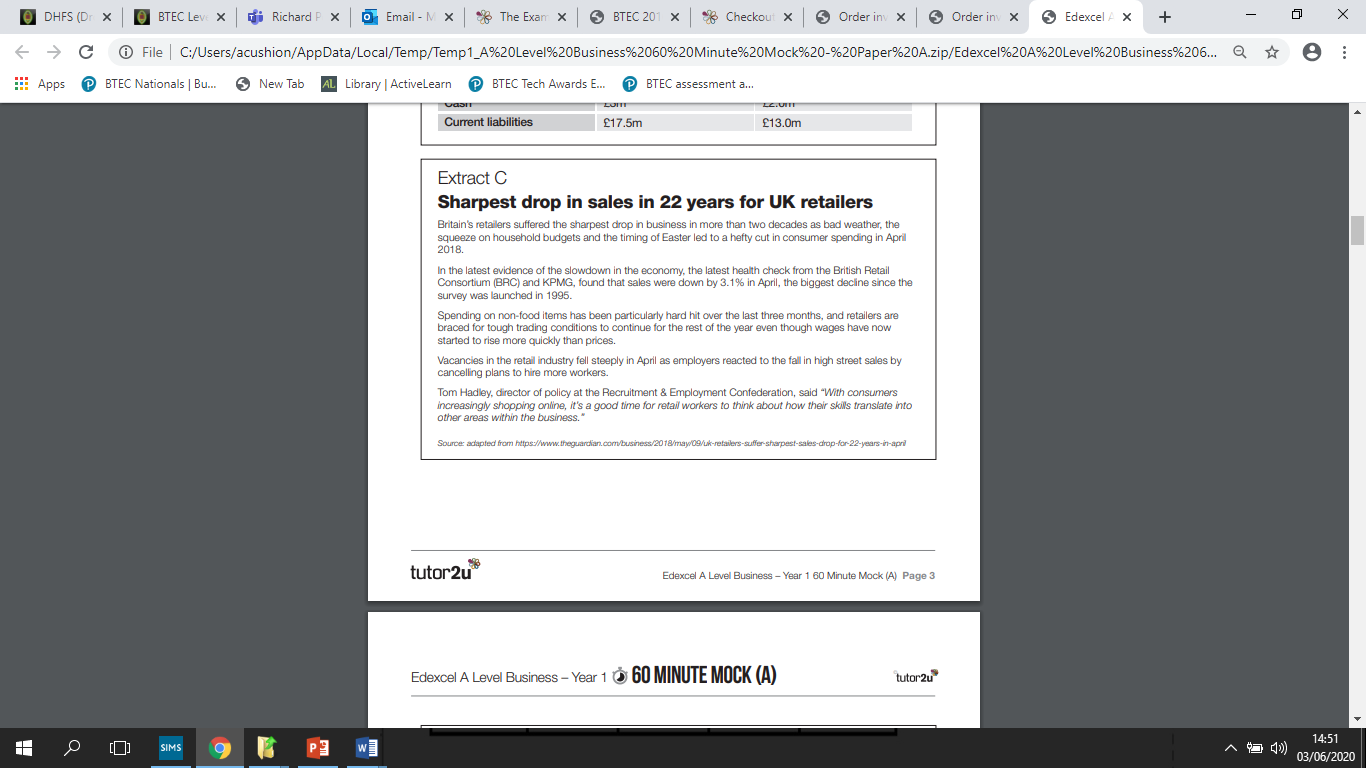 DHFS (Dr
BTEC Leve
Richard P
Email - M
The Exam
BTEC 201
Checkout
Order inv
Order inv
Edexcel A
File
C:/Users/acushion/AppData/Local/Temp/Temp1_A%20Level%20Business%2060%20Minute%20Mock%20-%20Paper%20A.zip/Edexcel%20A%20Level%20Business%206...
Apps
BTEC Nationals | Bu...
New Tab
AL Library | ActiveLearn
BTEC Tech Awards E...
BTEC assessment a...
Cash £3m £2.0m
Current liabilities £17.5m £13.0m
Extract C
Sharpest drop in sales in 22 years for UK retailers
Britain's retailers suffered the sharpest drop in business in more than two decades as bad weather, the
squeeze on household budgets and the timing of Easter led to a hefty cut in consumer spending in April
2018.
In the latest evidence of the slowdown in the economy, the latest health check from the British Retail
Consortium (BRC) and KPMG, found that sales were down by 3.1% in April, the biggest decline since the
survey was launched in 1995.
Spending on non-food items has been particularly hard hit over the last three months, and retailers are
braced for tough trading conditions to continue for the rest of the year even though wages have now
started to rise more quickly than prices.
Vacancies in the retail industry fell steeply in April as employers reacted to the fall in high street sales by
cancelling plans to hire more workers.
Tom Hadley, director of policy at the Recruitment & Employment Confederation, said "With consumers
increasingly shopping online, it's a good time for retail workers to think about how their skills translate into
other areas within the business."
Source: adapted from https://www.theguardian.com/business/2018/may/09/uk-retailers-suffer-sharpest-sales-drop-for-22-years-in-april
tutor2u
Edexcel A Level Business – Year 1 60 Minute Mock (A) Page 3
Edexcel A Level Business – Year 1 60 MINUTE MOCK (A)
tutor2u
SIMS
14:51
03/06/2020